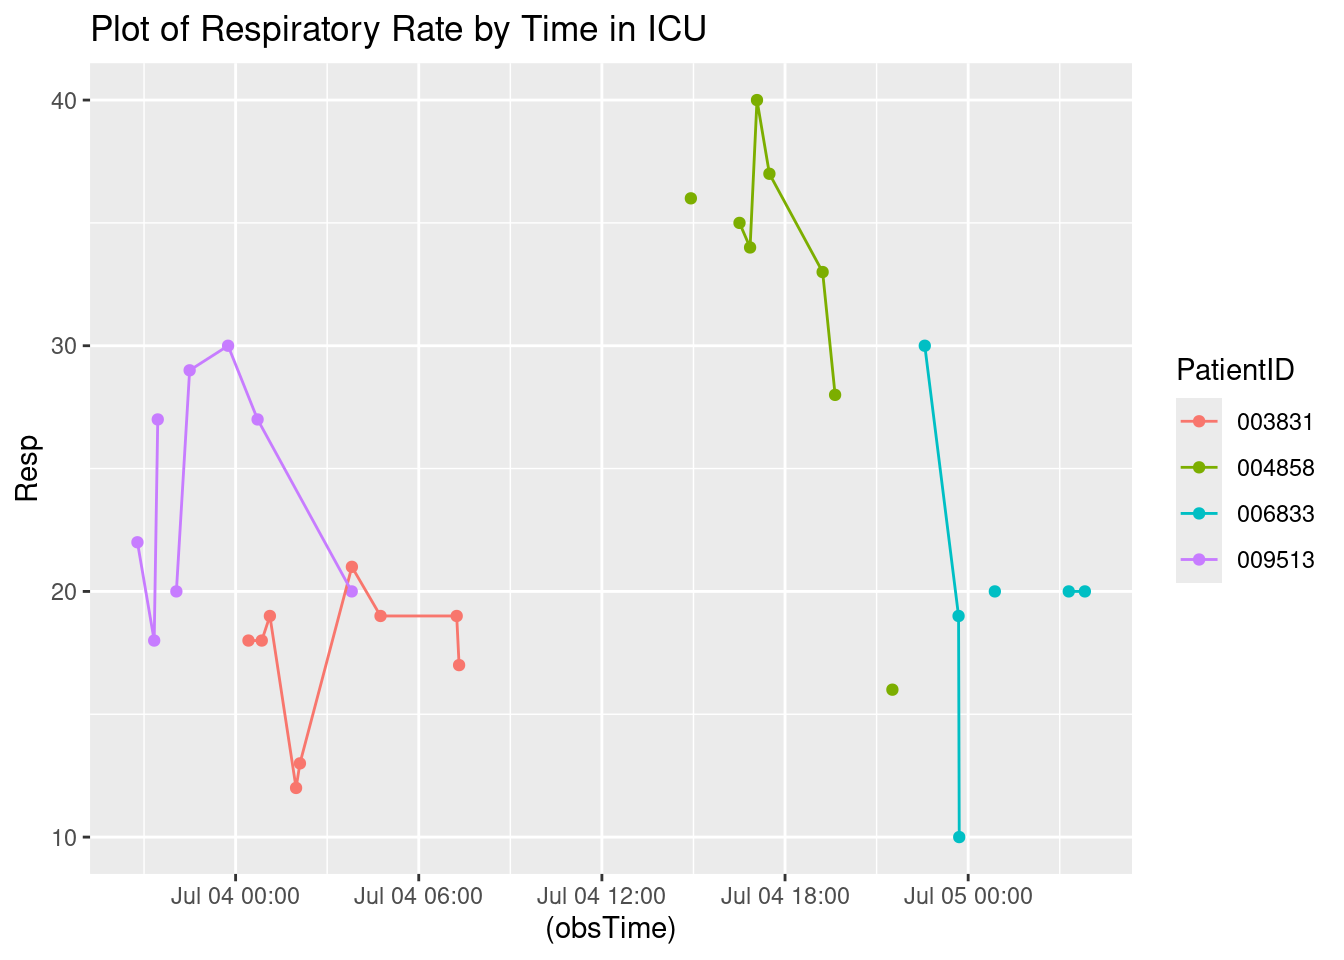 Plot of Respiratory Rate by Time in ICU
40
30
20
10
Resp
Jul 04 00:00
Jul 04 06:00
Jul 04 12:00
Jul 04 18:00
Jul 05 00:00
(obsTime)
PatientID
003831
004858
006833
009513